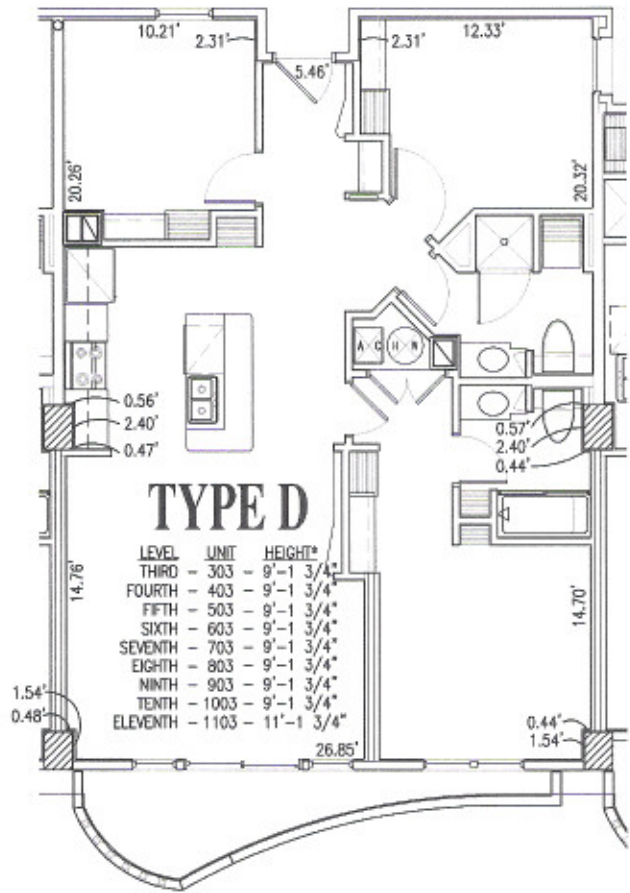 10.21'
2.31'
5.46'
2.31'
12.33'
20.26'
20.32'
A C
H W
0.56'
2.40'
0.47'
0.57'
2.40'
0.44'
TYPE D
LEVEL UNIT HEIGHT*
THIRD - 303 - 9'-1 3/4"
FOURTH - 403 - 9'-1 3/4"
FIFTH - 503 - 9'-1 3/4"
SIXTH - 603 - 9'-1 3/4"
SEVENTH - 703 - 9'-1 3/4"
EIGHTH - 803 - 9'-1 3/4"
NINTH - 903 - 9'-1 3/4"
TENTH - 1003 - 9'-1 3/4"
ELEVENTH - 1103 - 11'-1 3/4"
14.76'
14.70'
1.54'
0.48'
0.44'
1.54'
26.85'